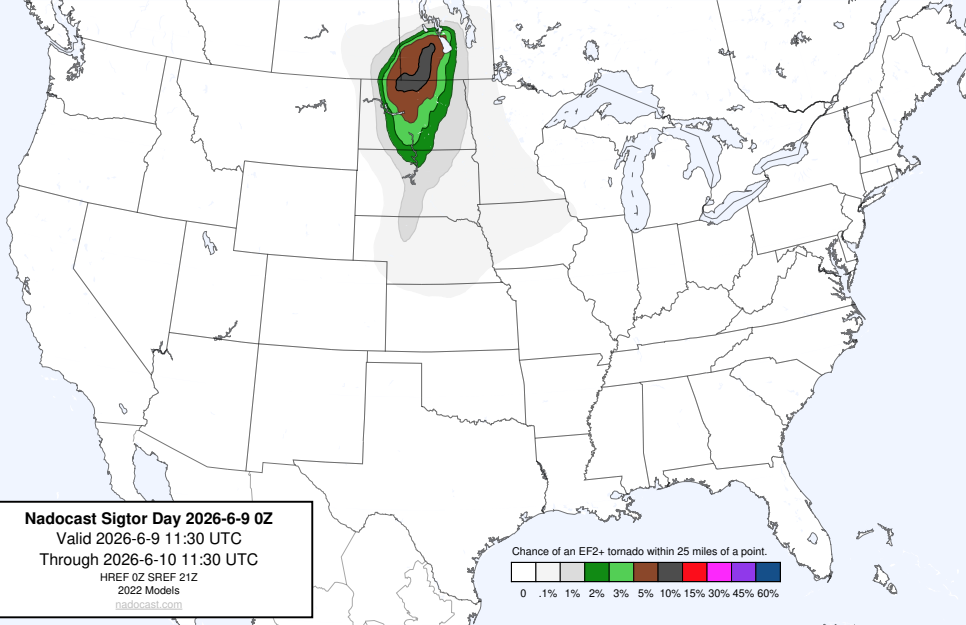 Nadocast Sigtor Day 2026-6-9 0Z
Valid 2026-6-9 11:30 UTC
Through 2026-6-10 11:30 UTC
HREF 0Z SREF 21Z
2022 Models
nadocast.com
Chance of an EF2+ tornado within 25 miles of a point.
0 .1% 1% 2% 3% 5% 10% 15% 30% 45% 60%